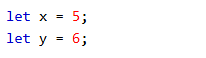 let x = 5;
let y = 6;